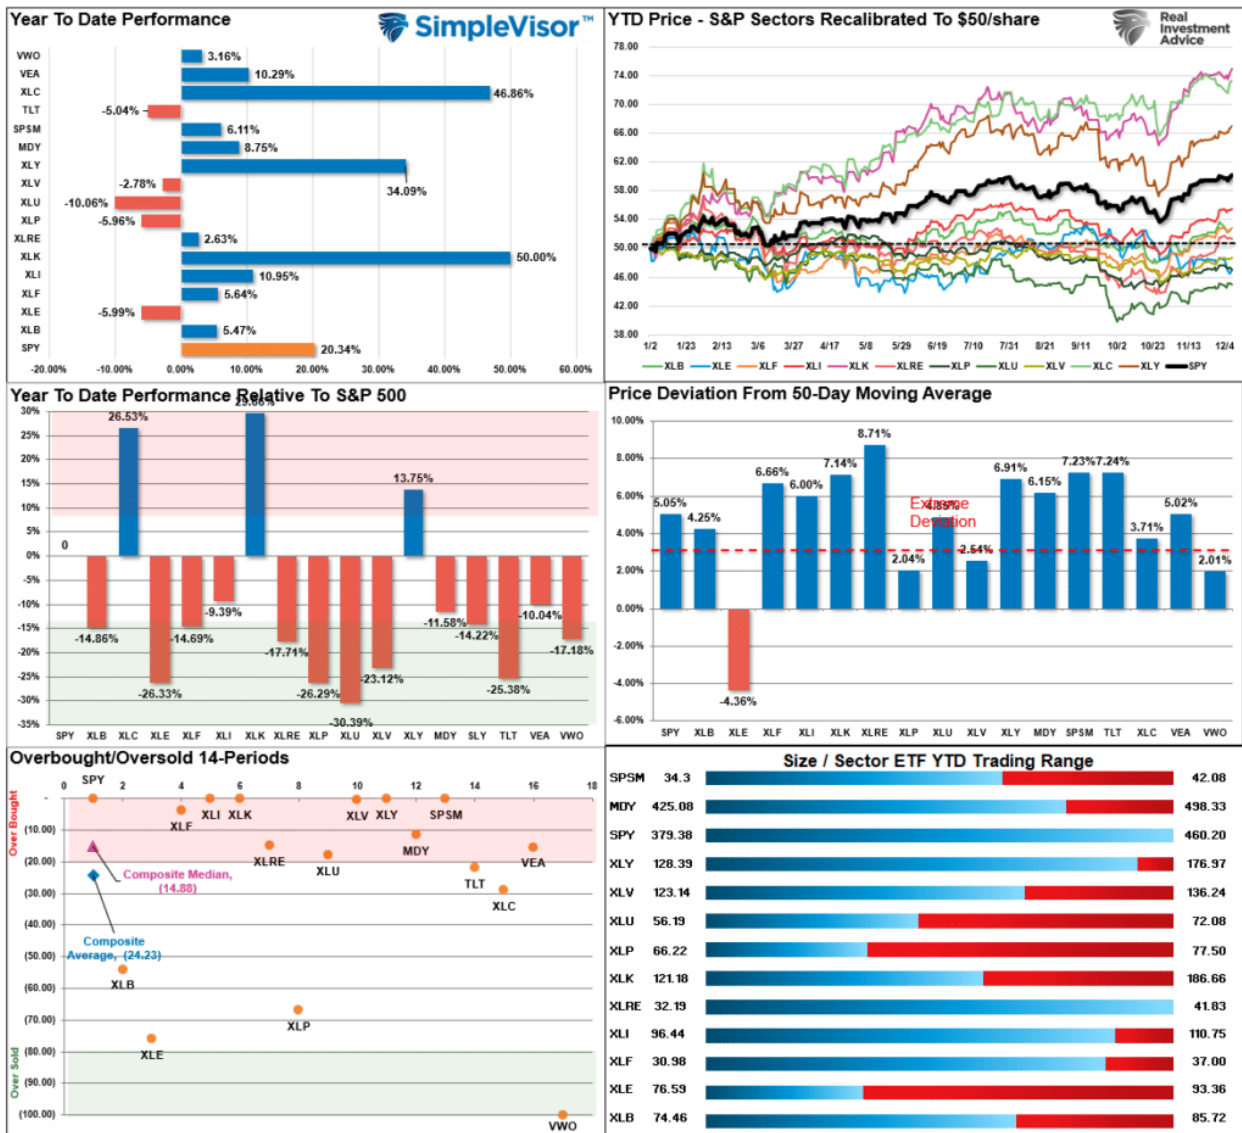 Year To Date Performance
SimpleVisor™
VWO
VEA
XLC
TLT
SPSM
MDY
XLY
XLV
XLU
XLP
XLRE
XLK
XLI
XLF
XLE
XLB
SPY
3.16%
10.29%
46.86%
-5.04%
6.11%
8.75%
34.09%
-2.78%
-10.06%
-5.96%
2.63%
50.00%
10.95%
5.64%
-5.99%
5.47%
20.34%
-20.00% -10.00% 0.00% 10.00% 20.00% 30.00% 40.00% 50.00% 60.00%
YTD Price - S&P Sectors Recalibrated To $50/share
Real
Investment
Advice
78.00
74.00
70.00
66.00
62.00
58.00
54.00
50.00
46.00
42.00
38.00
1/2 1/23 2/13 3/6 3/27 4/17 5/8 5/29 6/19 7/10 7/31 8/21 9/11 10/2 10/23 11/13 12/4
XLB XLE XLF XLI XLK XLRE XLP XLU XLV XLC XLY SPY
Year To Date Performance Relative To S&P 500
30%
25%
20%
15%
10%
5%
0%
-5%
-10%
-15%
-20%
-25%
-30%
-35%
0
-14.86%
26.53%
-26.33%
-14.69%
-9.39%
29.66%
-17.71%
-26.29%
-30.39%
-23.12%
13.75%
-11.58%
-14.22%
-25.38%
-10.04%
-17.18%
SPY XLB XLC XLE XLF XLI XLK XLRE XLP XLU XLV XLY MDY SLY TLT VEA VWO
Price Deviation From 50-Day Moving Average
10.00%
8.00%
6.00%
4.00%
2.00%
0.00%
-2.00%
-4.00%
-6.00%
5.05%
4.25%
-4.36%
6.66%
6.00%
7.14%
8.71%
2.04%
4.85%
2.54%
6.91%
6.15%
7.23%
7.24%
3.71%
5.02%
2.01%
Extreme
Deviation
SPY XLB XLE XLF XLI XLK XLRE XLP XLU XLV XLY MDY SPSM TLT XLC VEA VWO
Overbought/Oversold 14-Periods
SPY
0 2 4 6 8 10 12 14 16 18
-
(10.00)
(20.00)
(30.00)
(40.00)
(50.00)
(60.00)
(70.00)
(80.00)
(90.00)
(100.00)
Over Bought
Over Sold
XLF
XLI
XLK
XLV
XLY
SPSM
XLRE
XLU
MDY
VEA
TLT
XLC
Composite Median,
(14.88)
Composite
Average, (24.23)
XLB
XLP
XLE
VWO
Size / Sector ETF YTD Trading Range
SPSM 34.3 42.08
MDY 425.08 498.33
SPY 379.38 460.20
XLY 128.39 176.97
XLV 123.14 136.24
XLU 56.19 72.08
XLP 66.22 77.50
XLK 121.18 186.66
XLRE 32.19 41.83
XLI 96.44 110.75
XLF 30.98 37.00
XLE 76.59 93.36
XLB 74.46 85.72